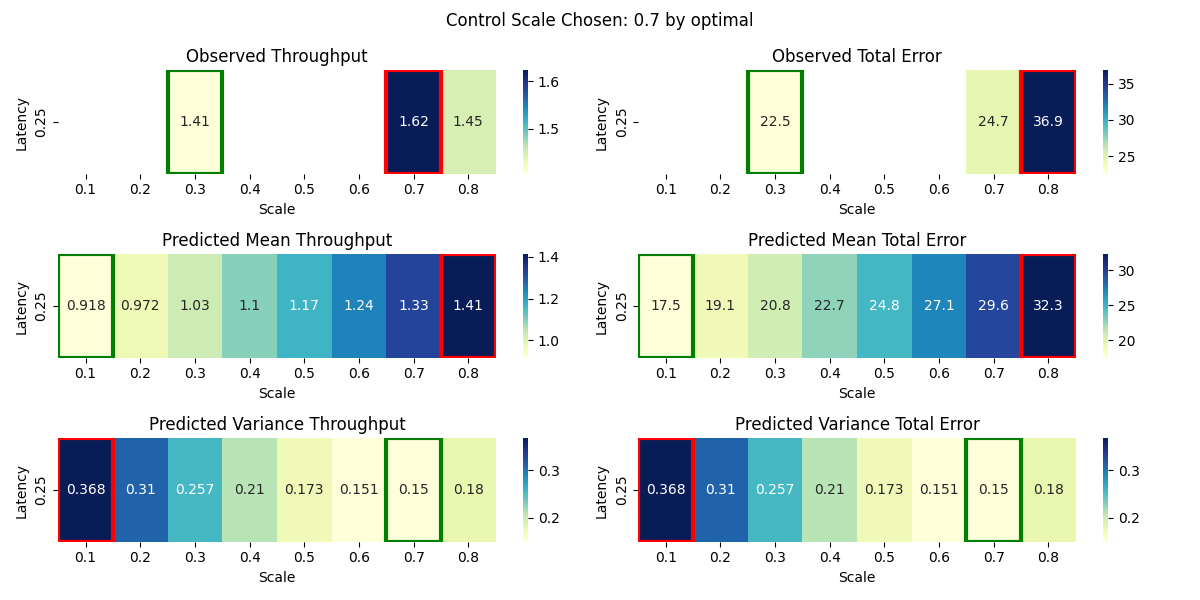 Control Scale Chosen: 0.7 by optimal
Observed Throughput
Latency
0.25
1.41
1.62
1.45
0.1 0.2 0.3 0.4 0.5 0.6 0.7 0.8
Scale
1.6
1.5
Observed Total Error
Latency
0.25
22.5
24.7
36.9
0.1 0.2 0.3 0.4 0.5 0.6 0.7 0.8
Scale
35
30
25
Predicted Mean Throughput
Latency
0.25
0.918 0.972 1.03 1.1 1.17 1.24 1.33 1.41
0.1 0.2 0.3 0.4 0.5 0.6 0.7 0.8
Scale
1.4
1.2
1.0
Predicted Mean Total Error
Latency
0.25
17.5 19.1 20.8 22.7 24.8 27.1 29.6 32.3
0.1 0.2 0.3 0.4 0.5 0.6 0.7 0.8
Scale
30
25
20
Predicted Variance Throughput
Latency
0.25
0.368 0.31 0.257 0.21 0.173 0.151 0.15 0.18
0.1 0.2 0.3 0.4 0.5 0.6 0.7 0.8
Scale
0.3
0.2
Predicted Variance Total Error
Latency
0.25
0.368 0.31 0.257 0.21 0.173 0.151 0.15 0.18
0.1 0.2 0.3 0.4 0.5 0.6 0.7 0.8
Scale
0.3
0.2